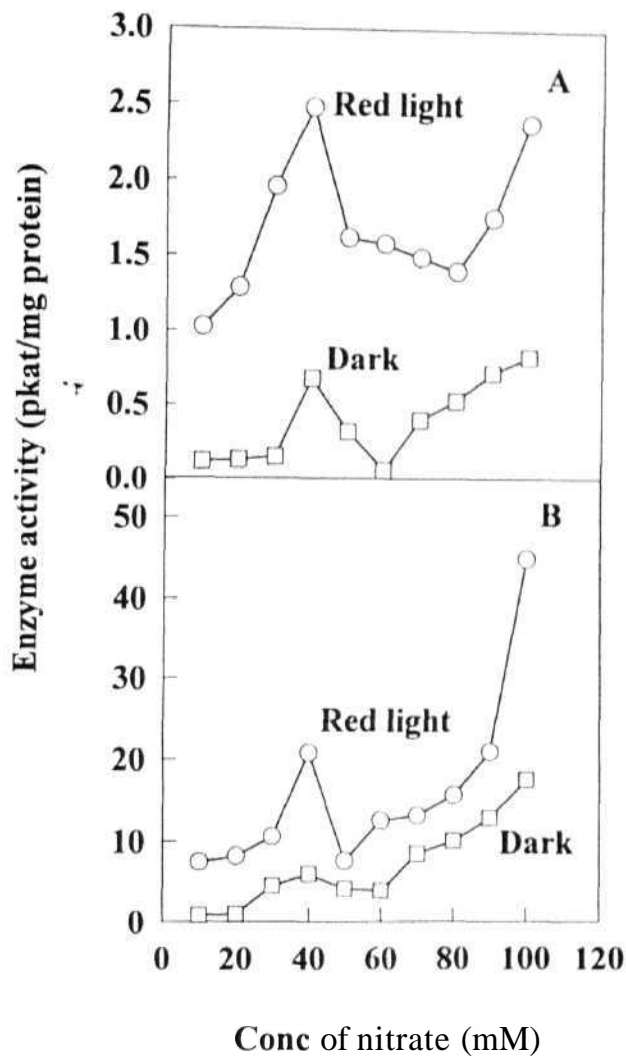 3.0
A
Red light
2.5
2.0
1.5
1.0
Dark
0.5
0.0
B
50
40
30
Red light
20
10
Dark
0
0 20 40 60 80 100 120
Enzyme activity (pkat/mg protein)
Conc of nitrate (mM)